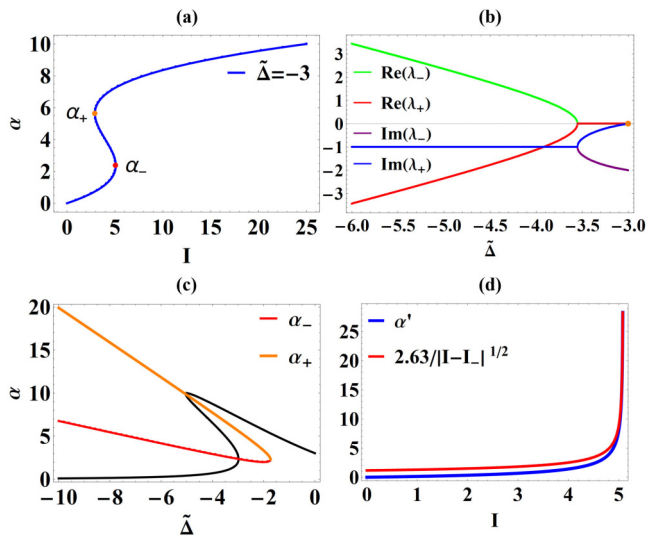 (a)
10
8
6
4
2
0
α
Δ̃=−3
α₊
α₋
0 5 10 15 20 25
I
(b)
3
2
1
0
-1
-2
-3
Re(λ₋)
Re(λ₊)
Im(λ₋)
Im(λ₊)
-6.0 -5.5 -5.0 -4.5 -4.0 -3.5 -3.0
Δ̃
(c)
20
15
10
5
0
α
α₋
α₊
−10 −8 −6 −4 −2 0
Δ̃
(d)
25
20
15
10
5
0
α'
2.63/|I−I₋|^1/2
0 1 2 3 4 5
I